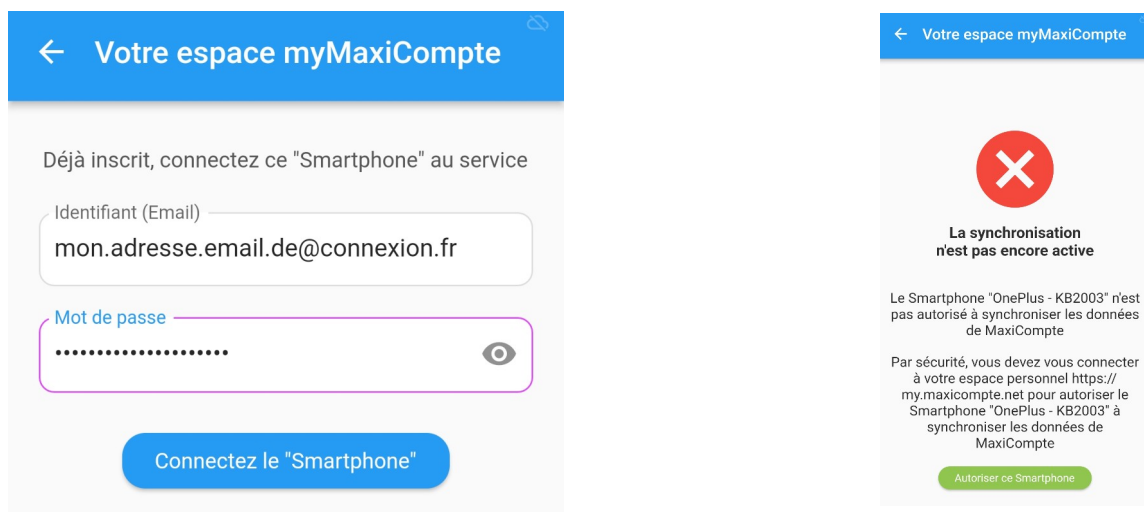 Votre espace myMaxiCompte
Déjà inscrit, connectez ce "Smartphone" au service
Identifiant (Email)
mon.adresse.email.de@connexion.fr
Mot de passe
•••••••••••••••••••••
Connectez le "Smartphone"
Votre espace myMaxiCompte
La synchronisation
n'est pas encore active
Le Smartphone "OnePlus - KB2003" n'est
pas autorisé à synchroniser les données
de MaxiCompte
Par sécurité, vous devez vous connecter
à votre espace personnel https://
my.maxicompte.net pour autoriser le
Smartphone "OnePlus - KB2003" à
synchroniser les données de
MaxiCompte
Autoriser ce Smartphone